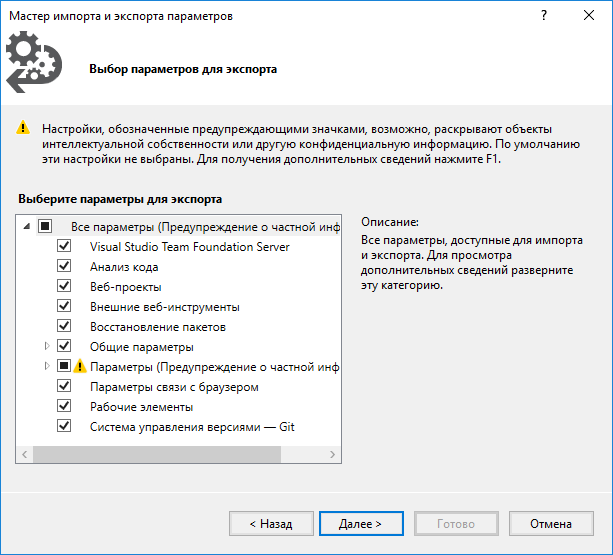 Мастер импорта и экспорта параметров
?
Выбор параметров для экспорта
Настройки, обозначенные предупреждающими значками, возможно, раскрывают объекты
интеллектуальной собственности или другую конфиденциальную информацию. По умолчанию
эти настройки не выбраны. Для получения дополнительных сведений нажмите F1.
Выберите параметры для экспорта
Все параметры (Предупреждение о частной инф
Visual Studio Team Foundation Server
Анализ кода
Веб-проекты
Внешние веб-инструменты
Восстановление пакетов
Общие параметры
Параметры (Предупреждение о частной инф
Параметры связи с браузером
Рабочие элементы
Система управления версиями — Git
Описание:
Все параметры, доступные для импорта
и экспорта. Для просмотра
дополнительных сведений разверните
эту категорию.
< Назад
Далее >
Готово
Отмена